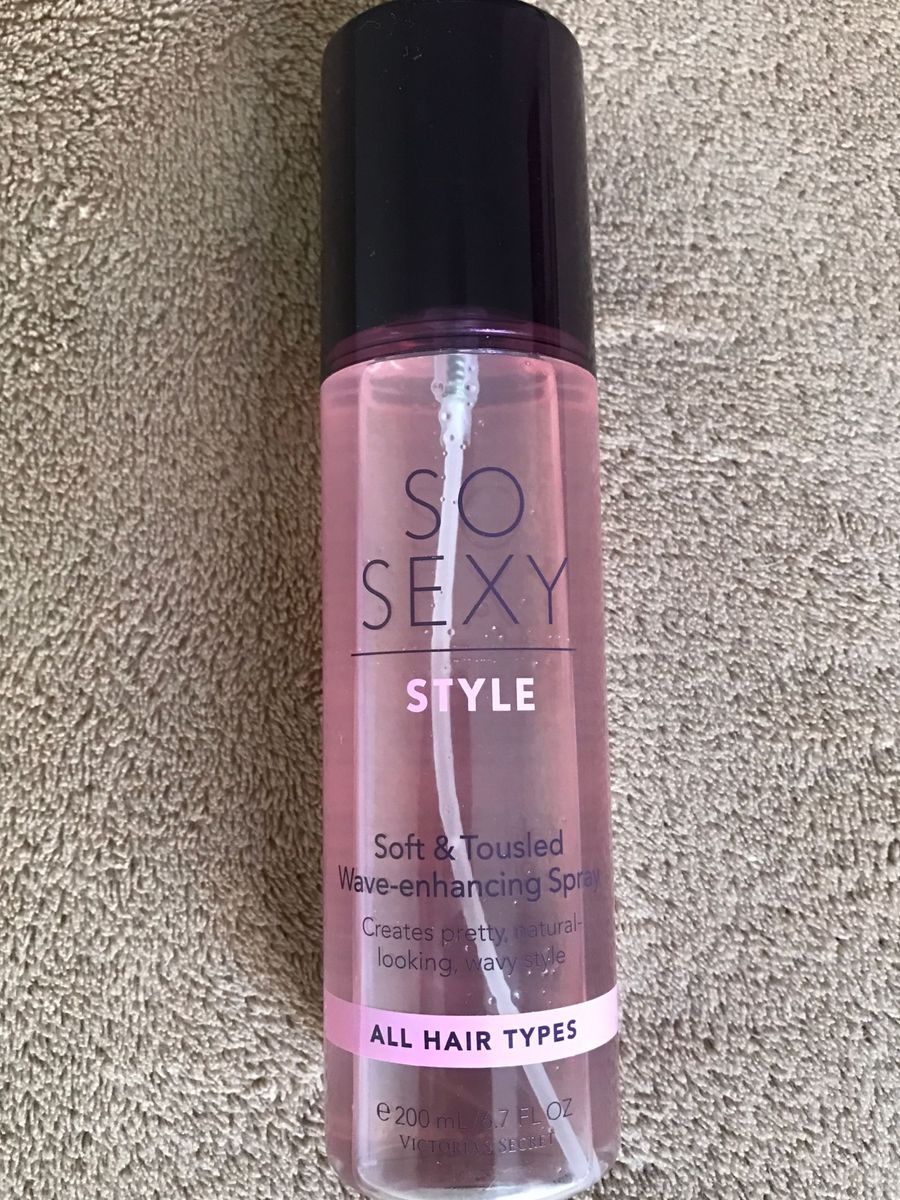 SO
SEXY
STYLE
Soft & Tousled
Wave-enhancing Spray
Creates pretty, natural-
looking, wavy style
ALL HAIR TYPES
e 200 mL/6.7 FL OZ
VICTORIA'S SECRET